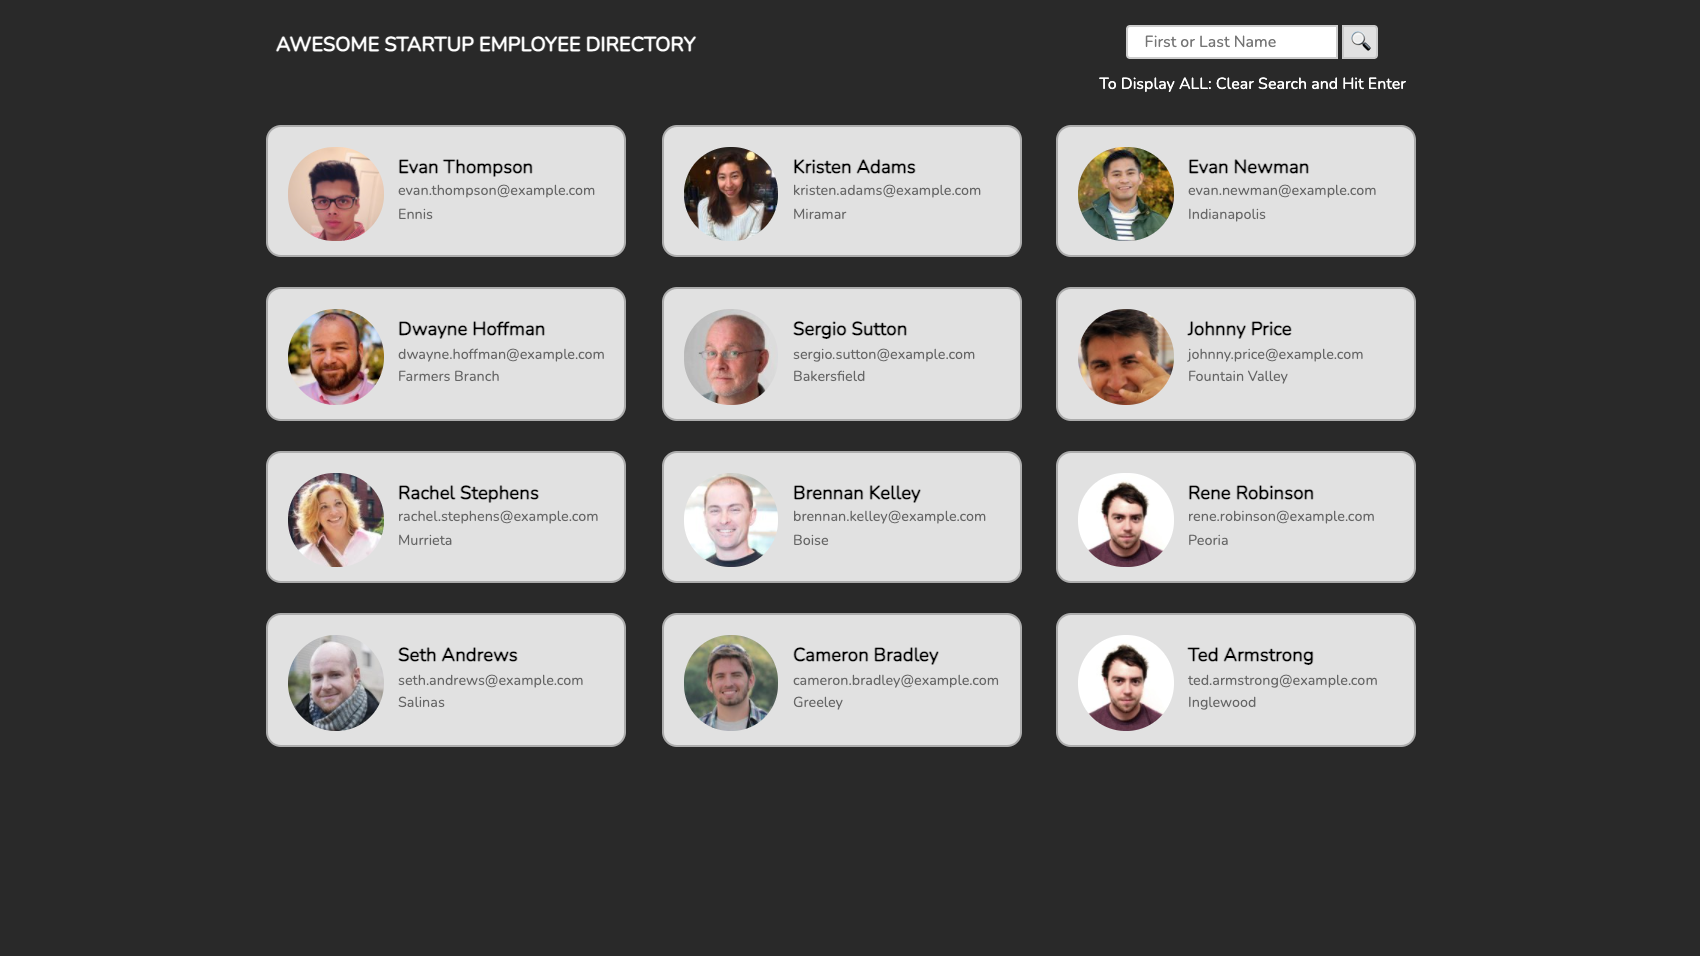 AWESOME STARTUP EMPLOYEE DIRECTORY
First or Last Name
To Display ALL: Clear Search and Hit Enter
Evan Thompson
evan.thompson@example.com
Ennis
Kristen Adams
kristen.adams@example.com
Miramar
Evan Newman
evan.newman@example.com
Indianapolis
Dwayne Hoffman
dwayne.hoffman@example.com
Farmers Branch
Sergio Sutton
sergio.sutton@example.com
Bakersfield
Johnny Price
johnny.price@example.com
Fountain Valley
Rachel Stephens
rachel.stephens@example.com
Murrieta
Brennan Kelley
brennan.kelley@example.com
Boise
Rene Robinson
rene.robinson@example.com
Peoria
Seth Andrews
seth.andrews@example.com
Salinas
Cameron Bradley
cameron.bradley@example.com
Greeley
Ted Armstrong
ted.armstrong@example.com
Inglewood